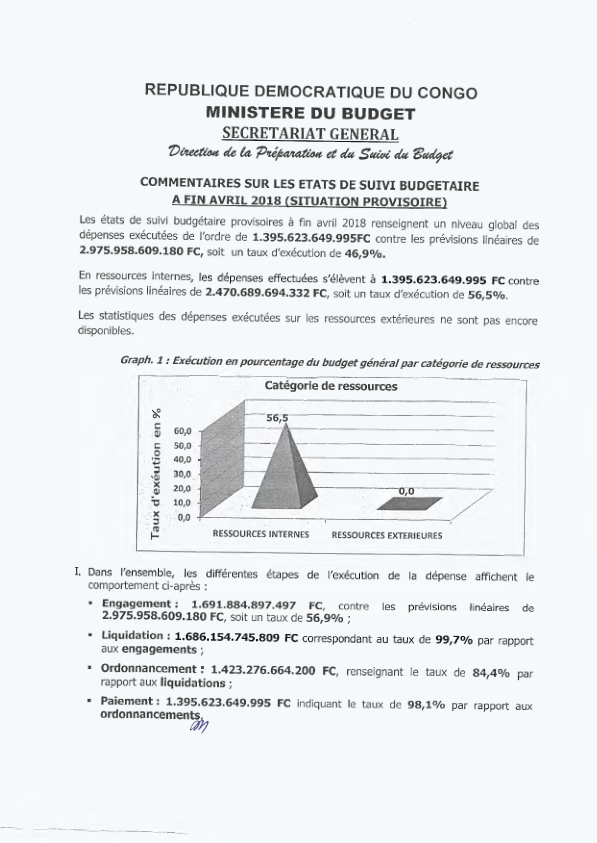 REPUBLIQUE DEMOCRATIQUE DU CONGO
MINISTERE DU BUDGET
SECRETARIAT GENERAL
Direction de la Préparation et du Suivi du Budget
COMMENTAIRES SUR LES ETATS DE SUIVI BUDGETAIRE
A FIN AVRIL 2018 (SITUATION PROVISOIRE)
Les états de suivi budgétaire provisoires à fin avril 2018 renseignent un niveau global des
dépenses exécutées de l'ordre de 1.395.623.649.995FC contre les prévisions linéaires de
2.975.958.609.180 FC, soit un taux d'exécution de 46,9%.
En ressources internes, les dépenses effectuées s'élèvent à 1.395.623.649.995 FC contre
les prévisions linéaires de 2.470.689.694.332 FC, soit un taux d'exécution de 56,5%.
Les statistiques des dépenses exécutées sur les ressources extérieures ne sont pas encore
disponibles.
Graph. 1 : Exécution en pourcentage du budget général par catégorie de ressources
Catégorie de ressources
Taux d'exécution en %
60,0
50,0
40,0
30,0
20,0
10,0
0,0
56,5
0,0
RESSOURCES INTERNES RESSOURCES EXTERIEURES
I. Dans l'ensemble, les différentes étapes de l'exécution de la dépense affichent le
comportement ci-après :
▪ Engagement : 1.691.884.897.497 FC, contre les prévisions linéaires de
2.975.958.609.180 FC, soit un taux de 56,9% ;
▪ Liquidation : 1.686.154.745.809 FC correspondant au taux de 99,7% par rapport
aux engagements ;
▪ Ordonnancement : 1.423.276.664.200 FC, renseignant le taux de 84,4% par
rapport aux liquidations ;
▪ Paiement : 1.395.623.649.995 FC indiquant le taux de 98,1% par rapport aux
ordonnancements.